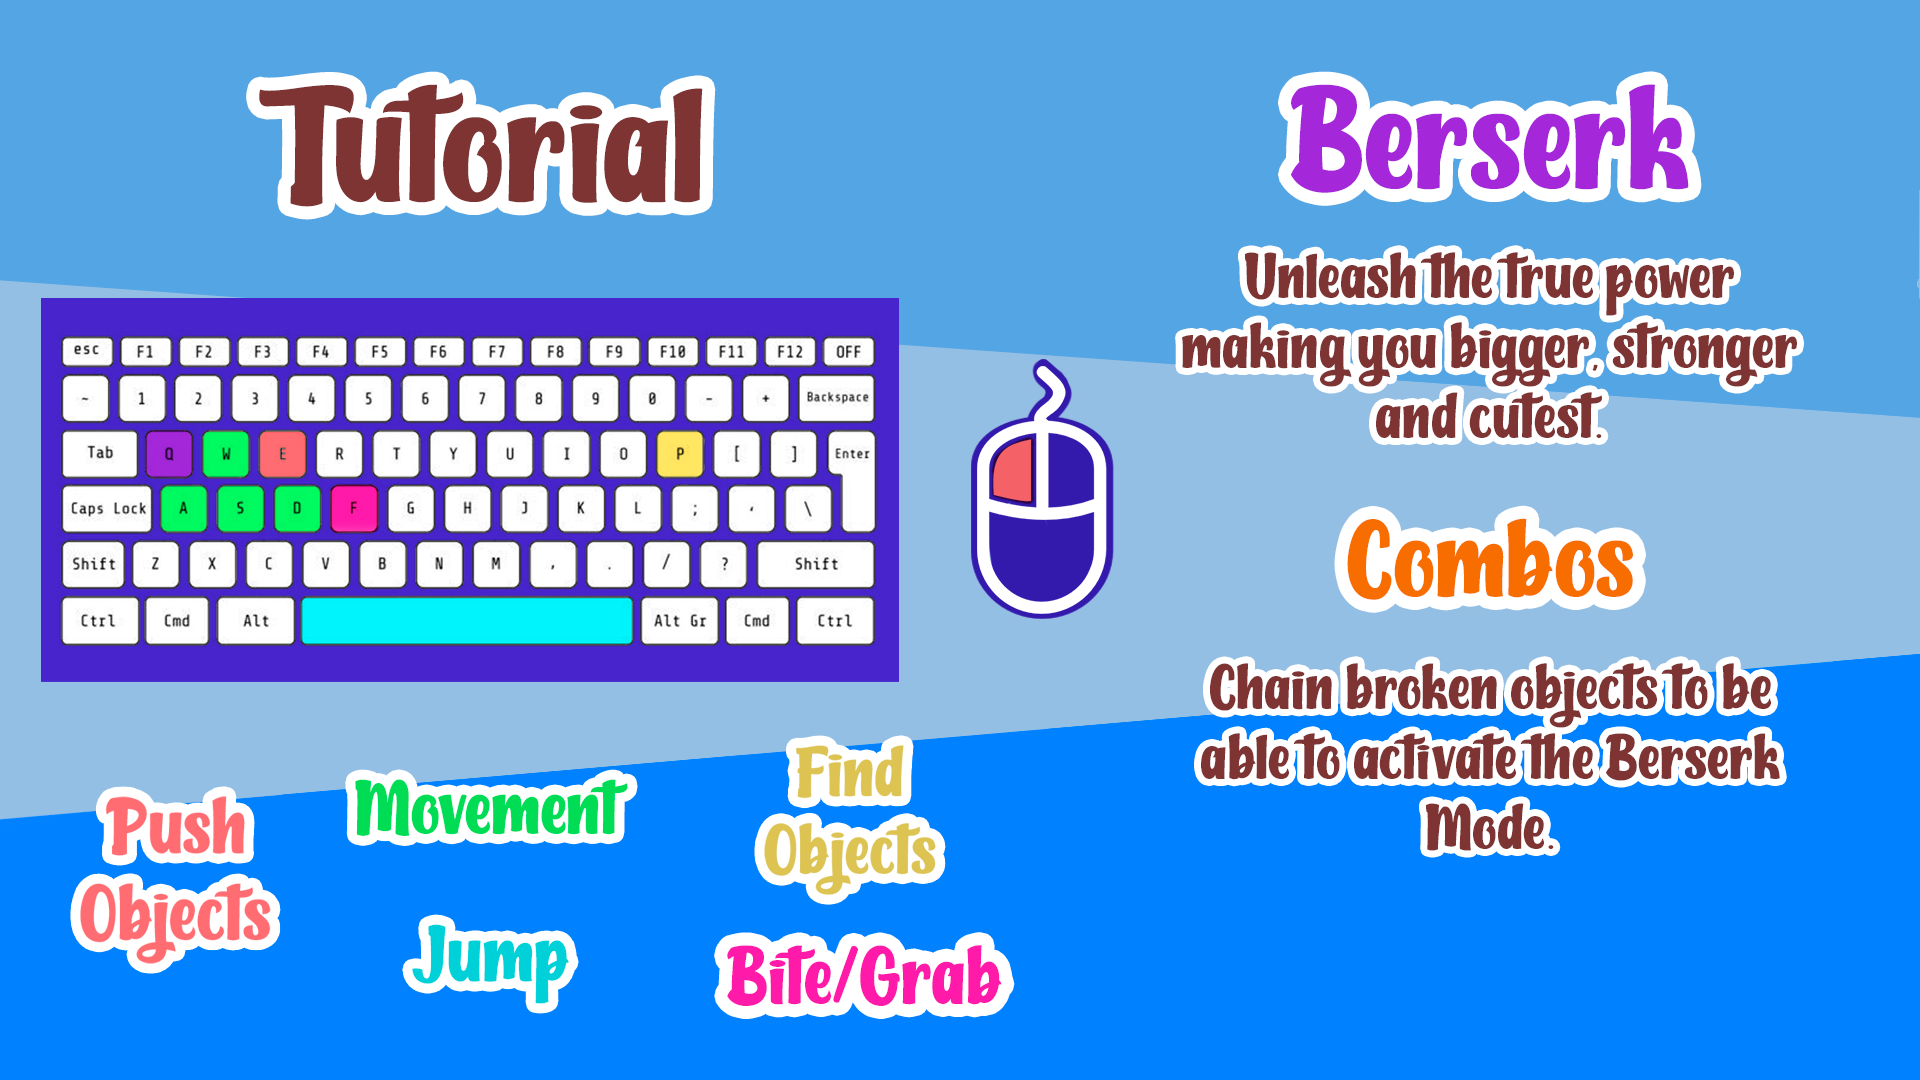 Tutorial
esc F1 F2 F3 F4 F5 F6 F7 F8 F9 F10 F11 F12 OFF
~ 1 2 3 4 5 6 7 8 9 0 - + Backspace
Tab Q W E R T Y U I O P [ ] Enter
Caps Lock A S D F G H J K L ; ‘ \
Shift Z X C V B N M , . / ? Shift
Ctrl Cmd Alt Alt Gr Cmd Ctrl
Push
Objects
Movement
Jump
Find
Objects
Bite/Grab
Berserk
Unleash the true power
making you bigger, stronger
and cutest.
Combos
Chain broken objects to be
able to activate the Berserk
Mode.